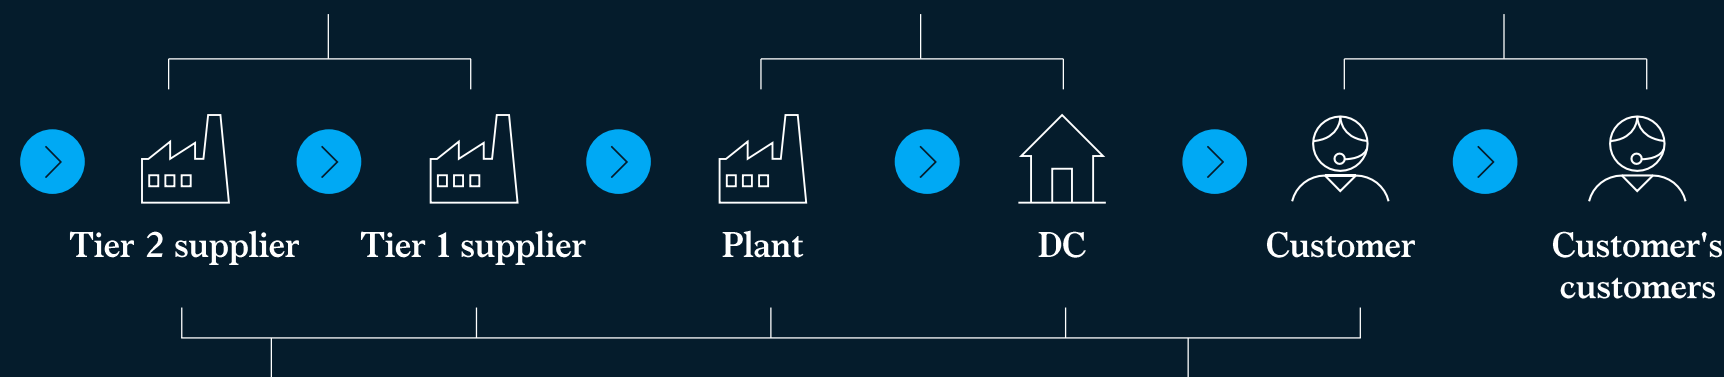 Tier 2 supplier
Tier 1 supplier
Plant
DC
Customer
Customer's
customers